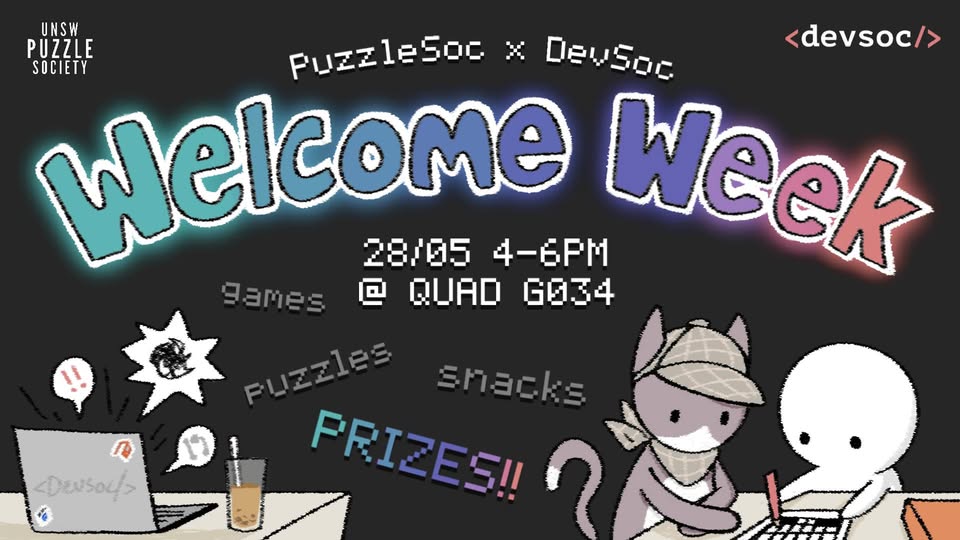 UNSW
PUZZLE
SOCIETY
<devsoc/>
PuzzleSoc x DevSoc
Welcome Week
28/05 4-6PM
@ QUAD G034
games
puzzles
snacks
PRIZES!!
!!
<Devsoc/>